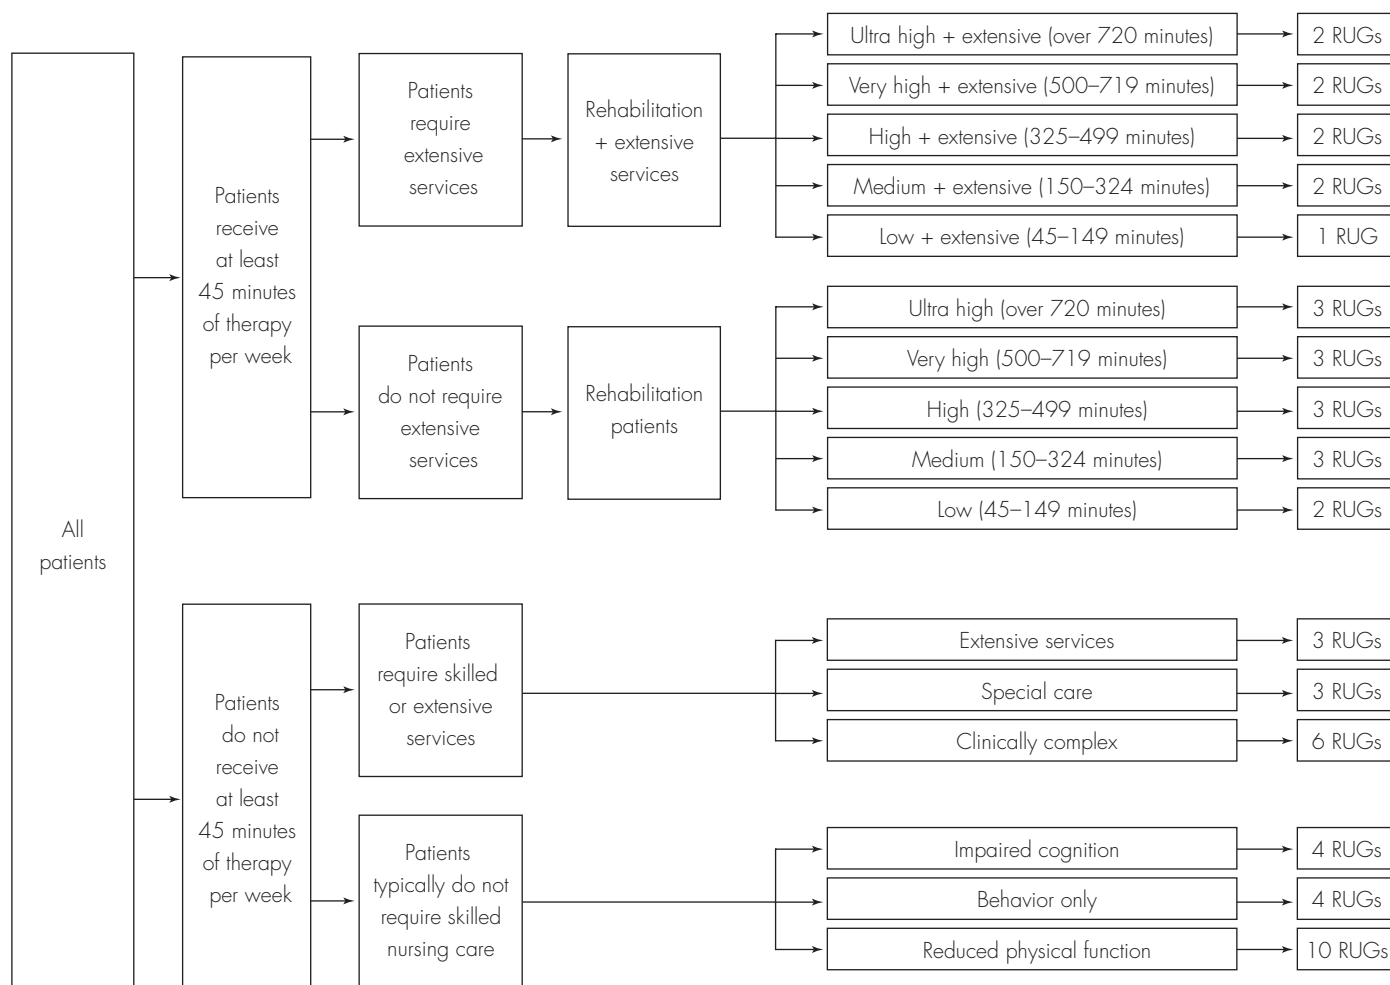 All
patients
Patients
receive
at least
45 minutes
of therapy
per week
Patients
require
extensive
services
Rehabilitation
+ extensive
services
Ultra high + extensive (over 720 minutes)
2 RUGs
Very high + extensive (500–719 minutes)
2 RUGs
High + extensive (325–499 minutes)
2 RUGs
Medium + extensive (150–324 minutes)
2 RUGs
Low + extensive (45–149 minutes)
1 RUG
Patients
do not require
extensive
services
Rehabilitation
patients
Ultra high (over 720 minutes)
3 RUGs
Very high (500–719 minutes)
3 RUGs
High (325–499 minutes)
3 RUGs
Medium (150–324 minutes)
3 RUGs
Low (45–149 minutes)
2 RUGs
Patients
do not
receive
at least
45 minutes
of therapy
per week
Patients
require skilled
or extensive
services
Extensive services
3 RUGs
Special care
3 RUGs
Clinically complex
6 RUGs
Patients
typically do not
require skilled
nursing care
Impaired cognition
4 RUGs
Behavior only
4 RUGs
Reduced physical function
10 RUGs